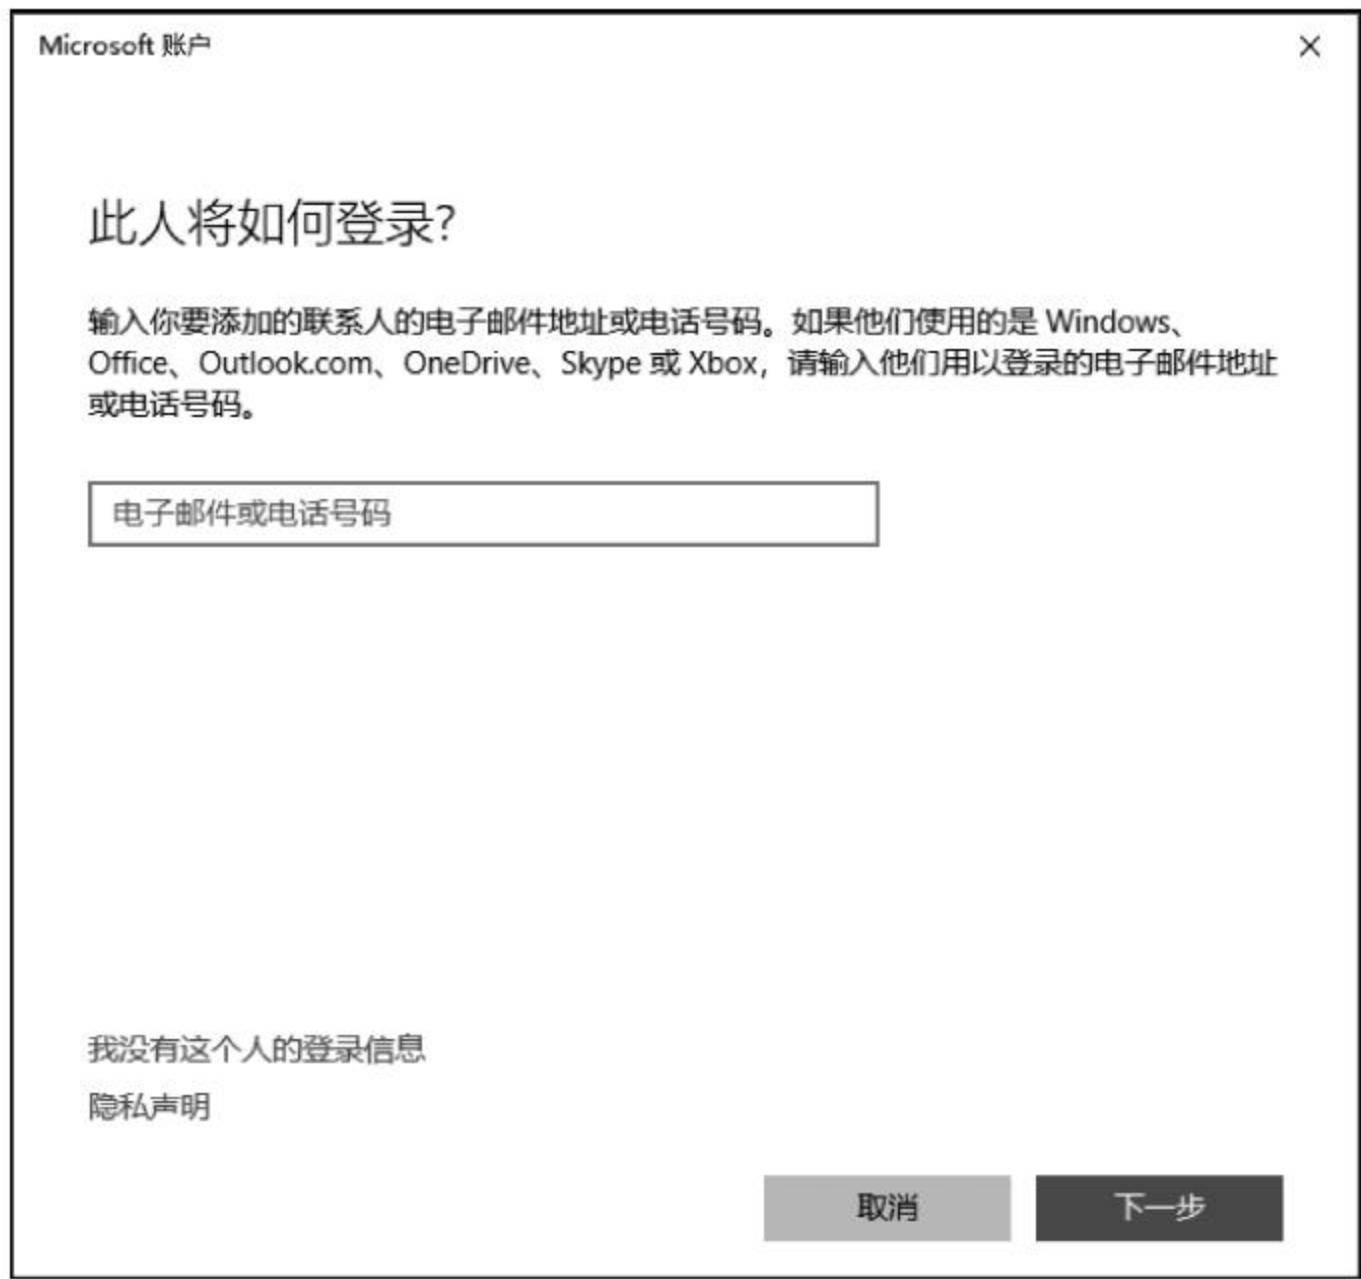 Microsoft 账户
此人将如何登录?
输入你要添加的联系人的电子邮件地址或电话号码。如果他们使用的是 Windows、
Office、Outlook.com、OneDrive、Skype 或 Xbox，请输入他们用以登录的电子邮件地址
或电话号码。
电子邮件或电话号码
我没有这个人的登录信息
隐私声明
取消
下一步